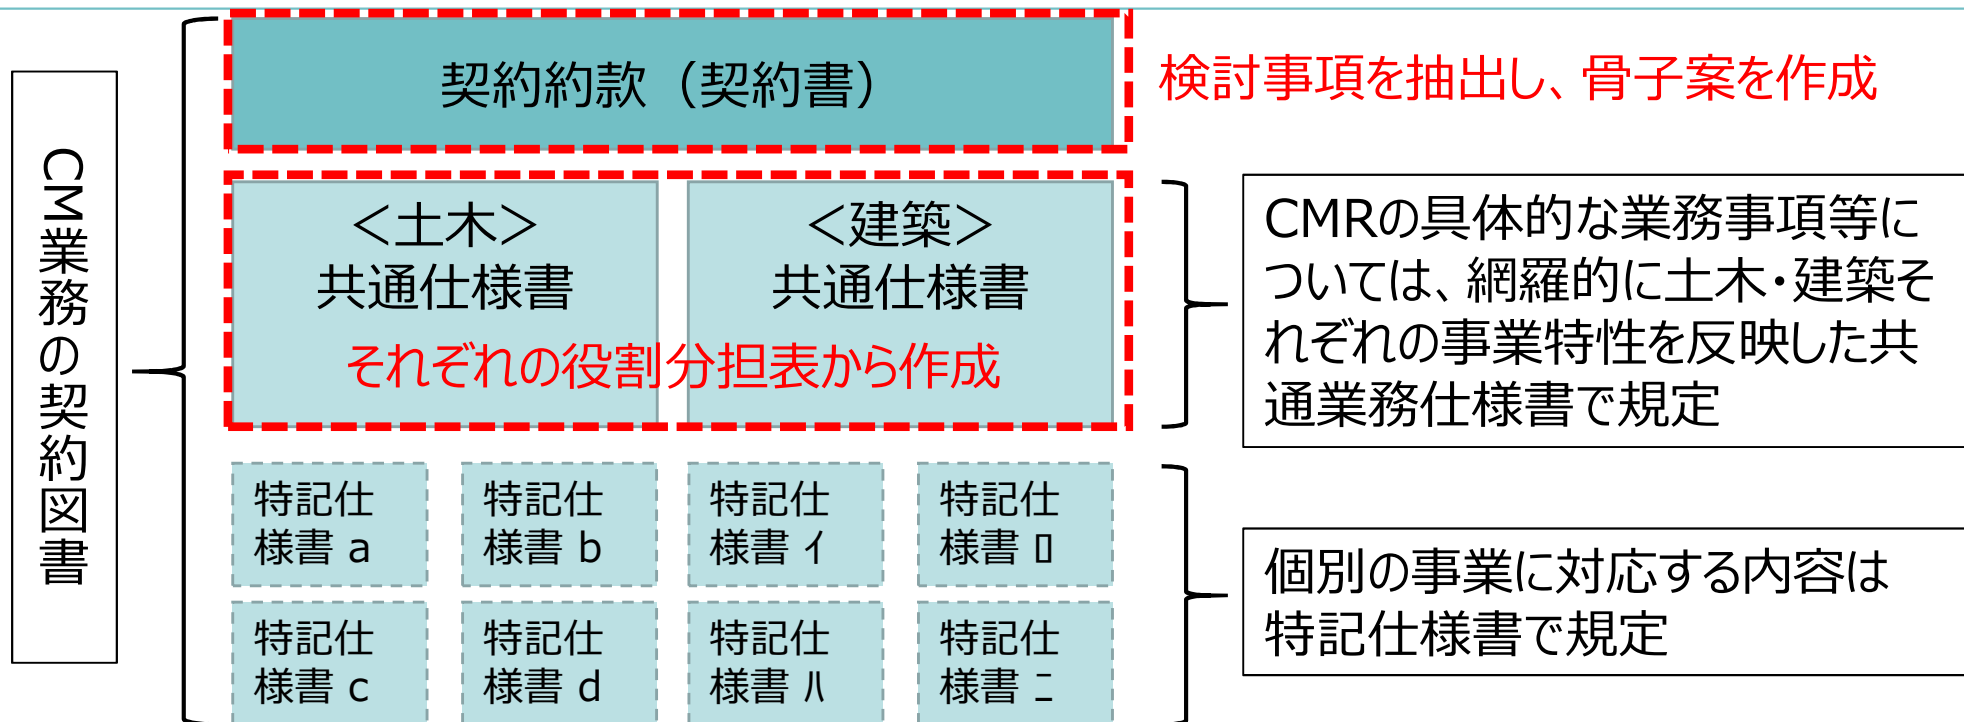 CM業務の契約図書
契約約款（契約書）
検討事項を抽出し、骨子案を作成
＜土木＞
共通仕様書
＜建築＞
共通仕様書
それぞれの役割分担表から作成
CMRの具体的な業務事項等に
ついては、網羅的に土木・建築そ
れぞれの事業特性を反映した共
通業務仕様書で規定
特記仕
様書 a
特記仕
様書 b
特記仕
様書 ｲ
特記仕
様書 ﾛ
特記仕
様書 c
特記仕
様書 d
特記仕
様書 ﾊ
特記仕
様書 ﾆ
個別の事業に対応する内容は
特記仕様書で規定